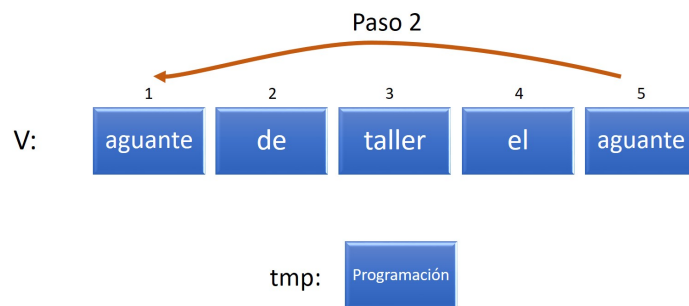 Paso 2
1 2 3 4 5
V: aguante de taller el aguante
tmp: Programación